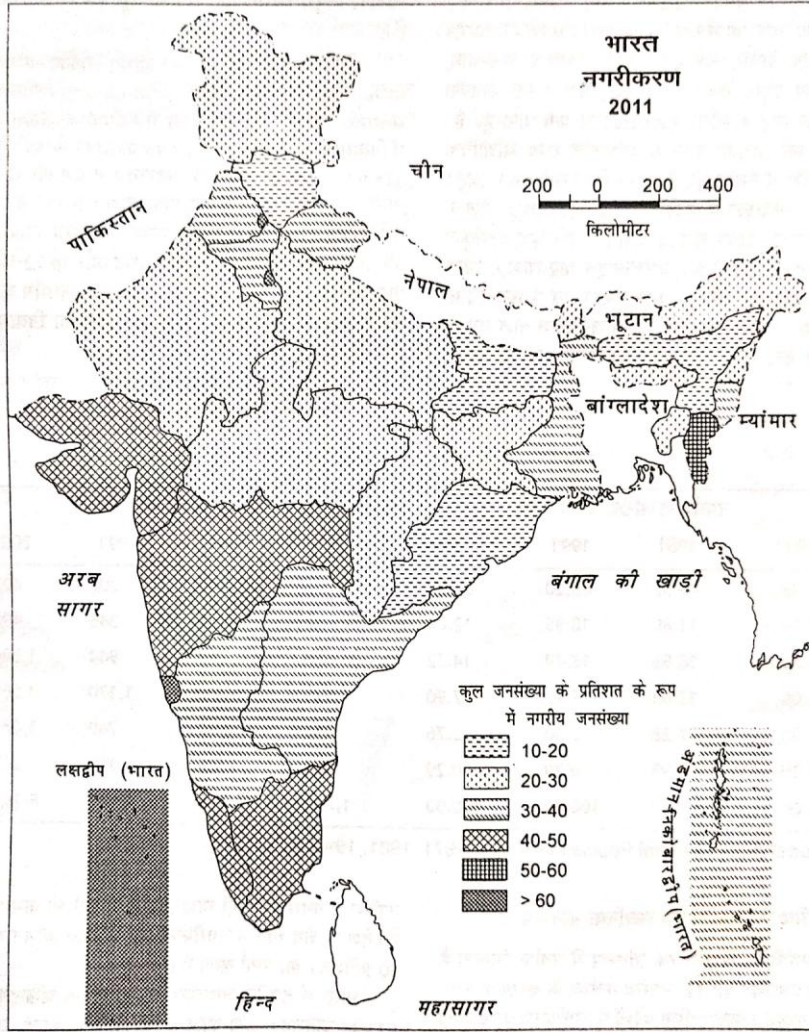 भारत
नगरीकरण
2011
चीन
200 0 200 400
किलोमीटर
पाकिस्तान
नेपाल
भूटान
बांग्लादेश
म्यांमार
अरब
सागर
बंगाल की खाड़ी
कुल जनसंख्या के प्रतिशत के रूप
में नगरीय जनसंख्या
10-20
20-30
30-40
40-50
50-60
> 60
लक्षद्वीप (भारत)
अंडमान निकोबार द्वीप (भारत)
हिन्द महासागर